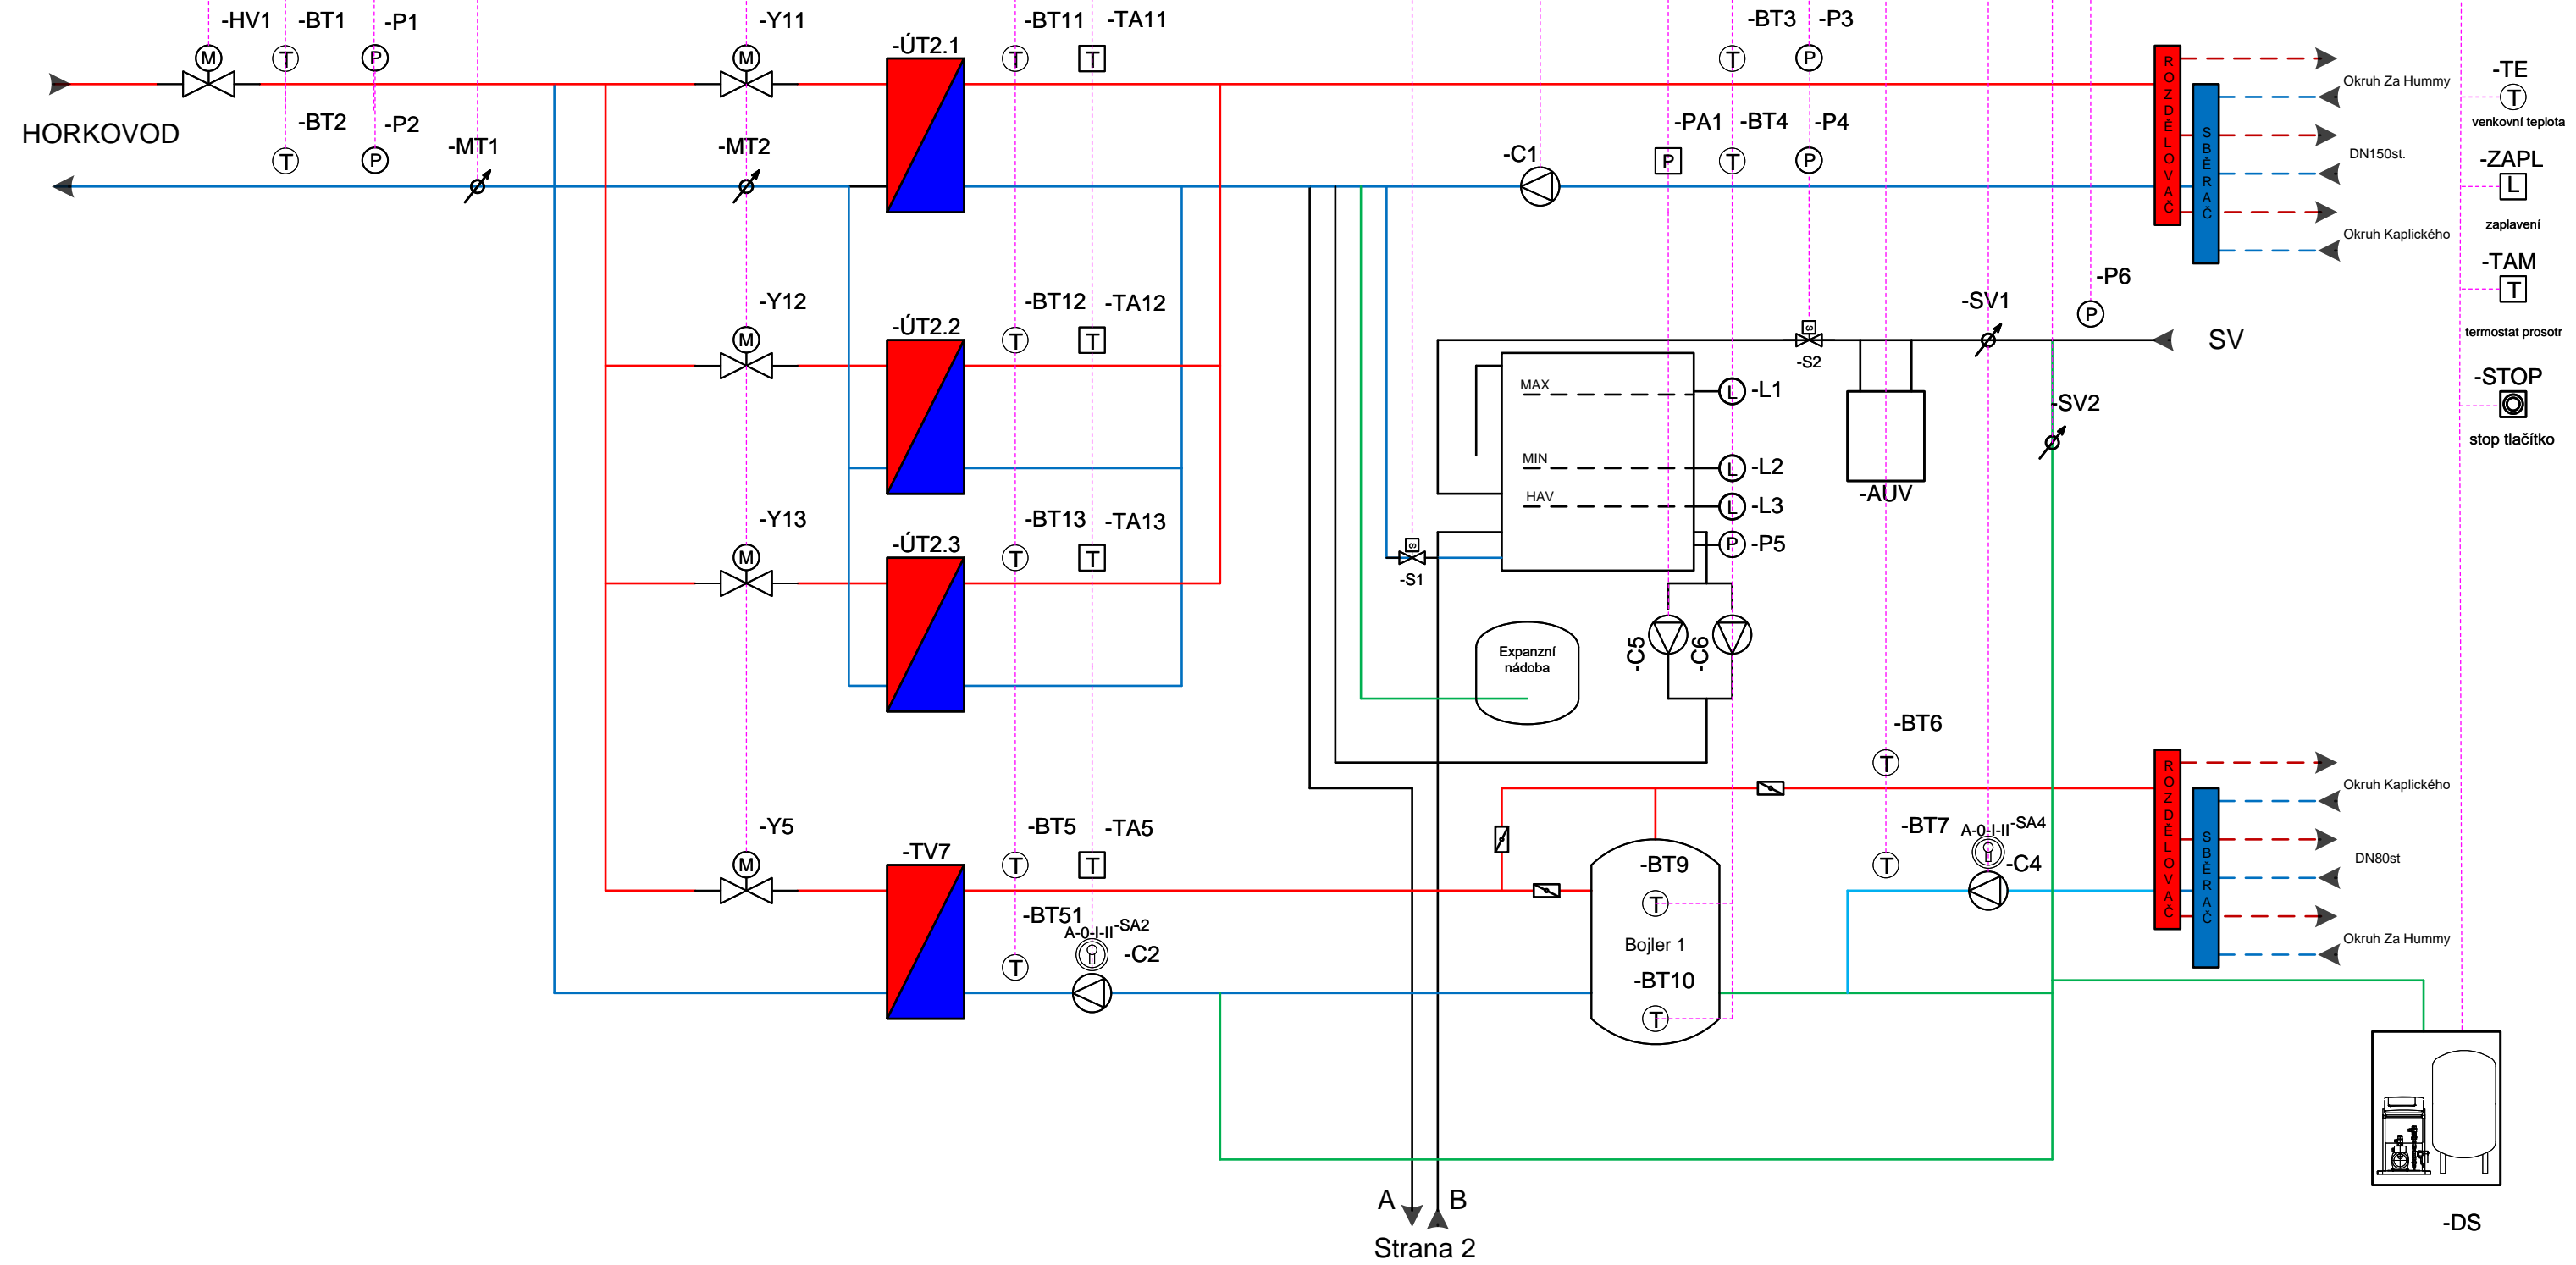 -HV1
-BT1
-P1
-Y11
-ÚT2.1
-BT11
-TA11
-BT3
-P3
M
T
P
M
T
T
T
P
HORKOVOD
-BT2
-P2
-MT1
-MT2
T
P
-C1
-PA1
-BT4
-P4
P
T
P
ROZDĚLOVAČ
SBĚRAČ
Okruh Za Hummy
DN150st.
Okruh Kaplického
-TE
T
venkovní teplota
-ZAPL
L
zaplavení
-TAM
T
termostat prosotr
-STOP
stop tlačítko
-Y12
M
-ÚT2.2
-BT12
T
-TA12
T
S
-S2
-SV1
-P6
P
SV
MAX
MIN
HAV
L
-L1
L
-L2
L
-L3
P
-P5
-AUV
-SV2
-Y13
M
-ÚT2.3
-BT13
T
-TA13
T
S
-S1
Expanzní
nádoba
-C5
-C6
-BT6
T
-Y5
M
-TV7
-BT5
T
-TA5
T
-BT51
T
A-0-I-II
-SA2
-C2
-BT9
T
Bojler 1
-BT10
T
-BT7
T
A-0-I-II
-SA4
-C4
ROZDĚLOVAČ
SBĚRAČ
Okruh Kaplického
DN80st
Okruh Za Hummy
A
B
Strana 2
-DS